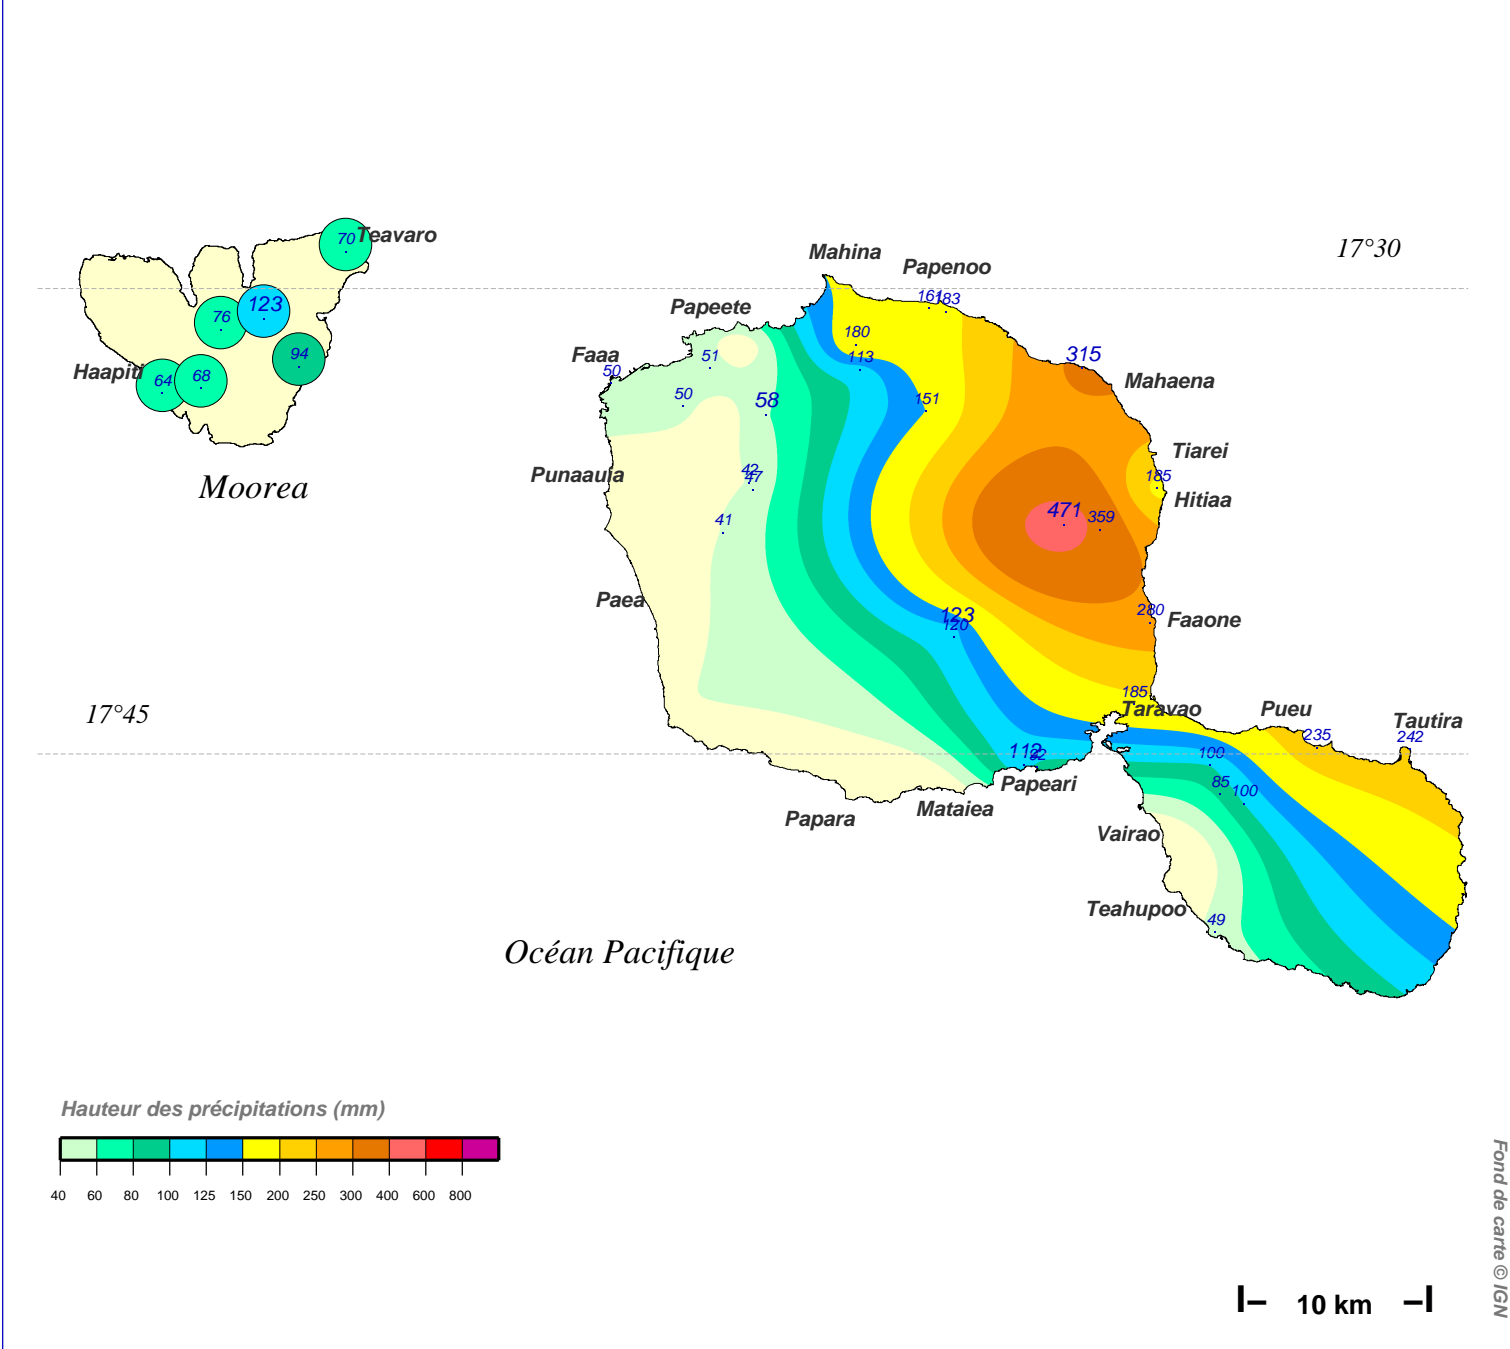 Teavaro
70
17°30
Mahina
Papenoo
161
183
123
76
Papeete
180
315
94
Faaa
51
113
50
Mahaena
Haapiti
64
68
50
58
151
Tiarei
42
47
185
Punaauia
Moorea
Hitiaa
471
359
41
Paea
123
120
280
Faaone
185
17°45
Taravao
Pueu
Tautira
235
242
112
82
100
Papeari
85
100
Papara
Mataiea
Vairao
Teahupoo
49
Océan Pacifique
Hauteur des précipitations (mm)
40 60 80 100 125 150 200 250 300 400 600 800
10 km
Fond de carte © IGN